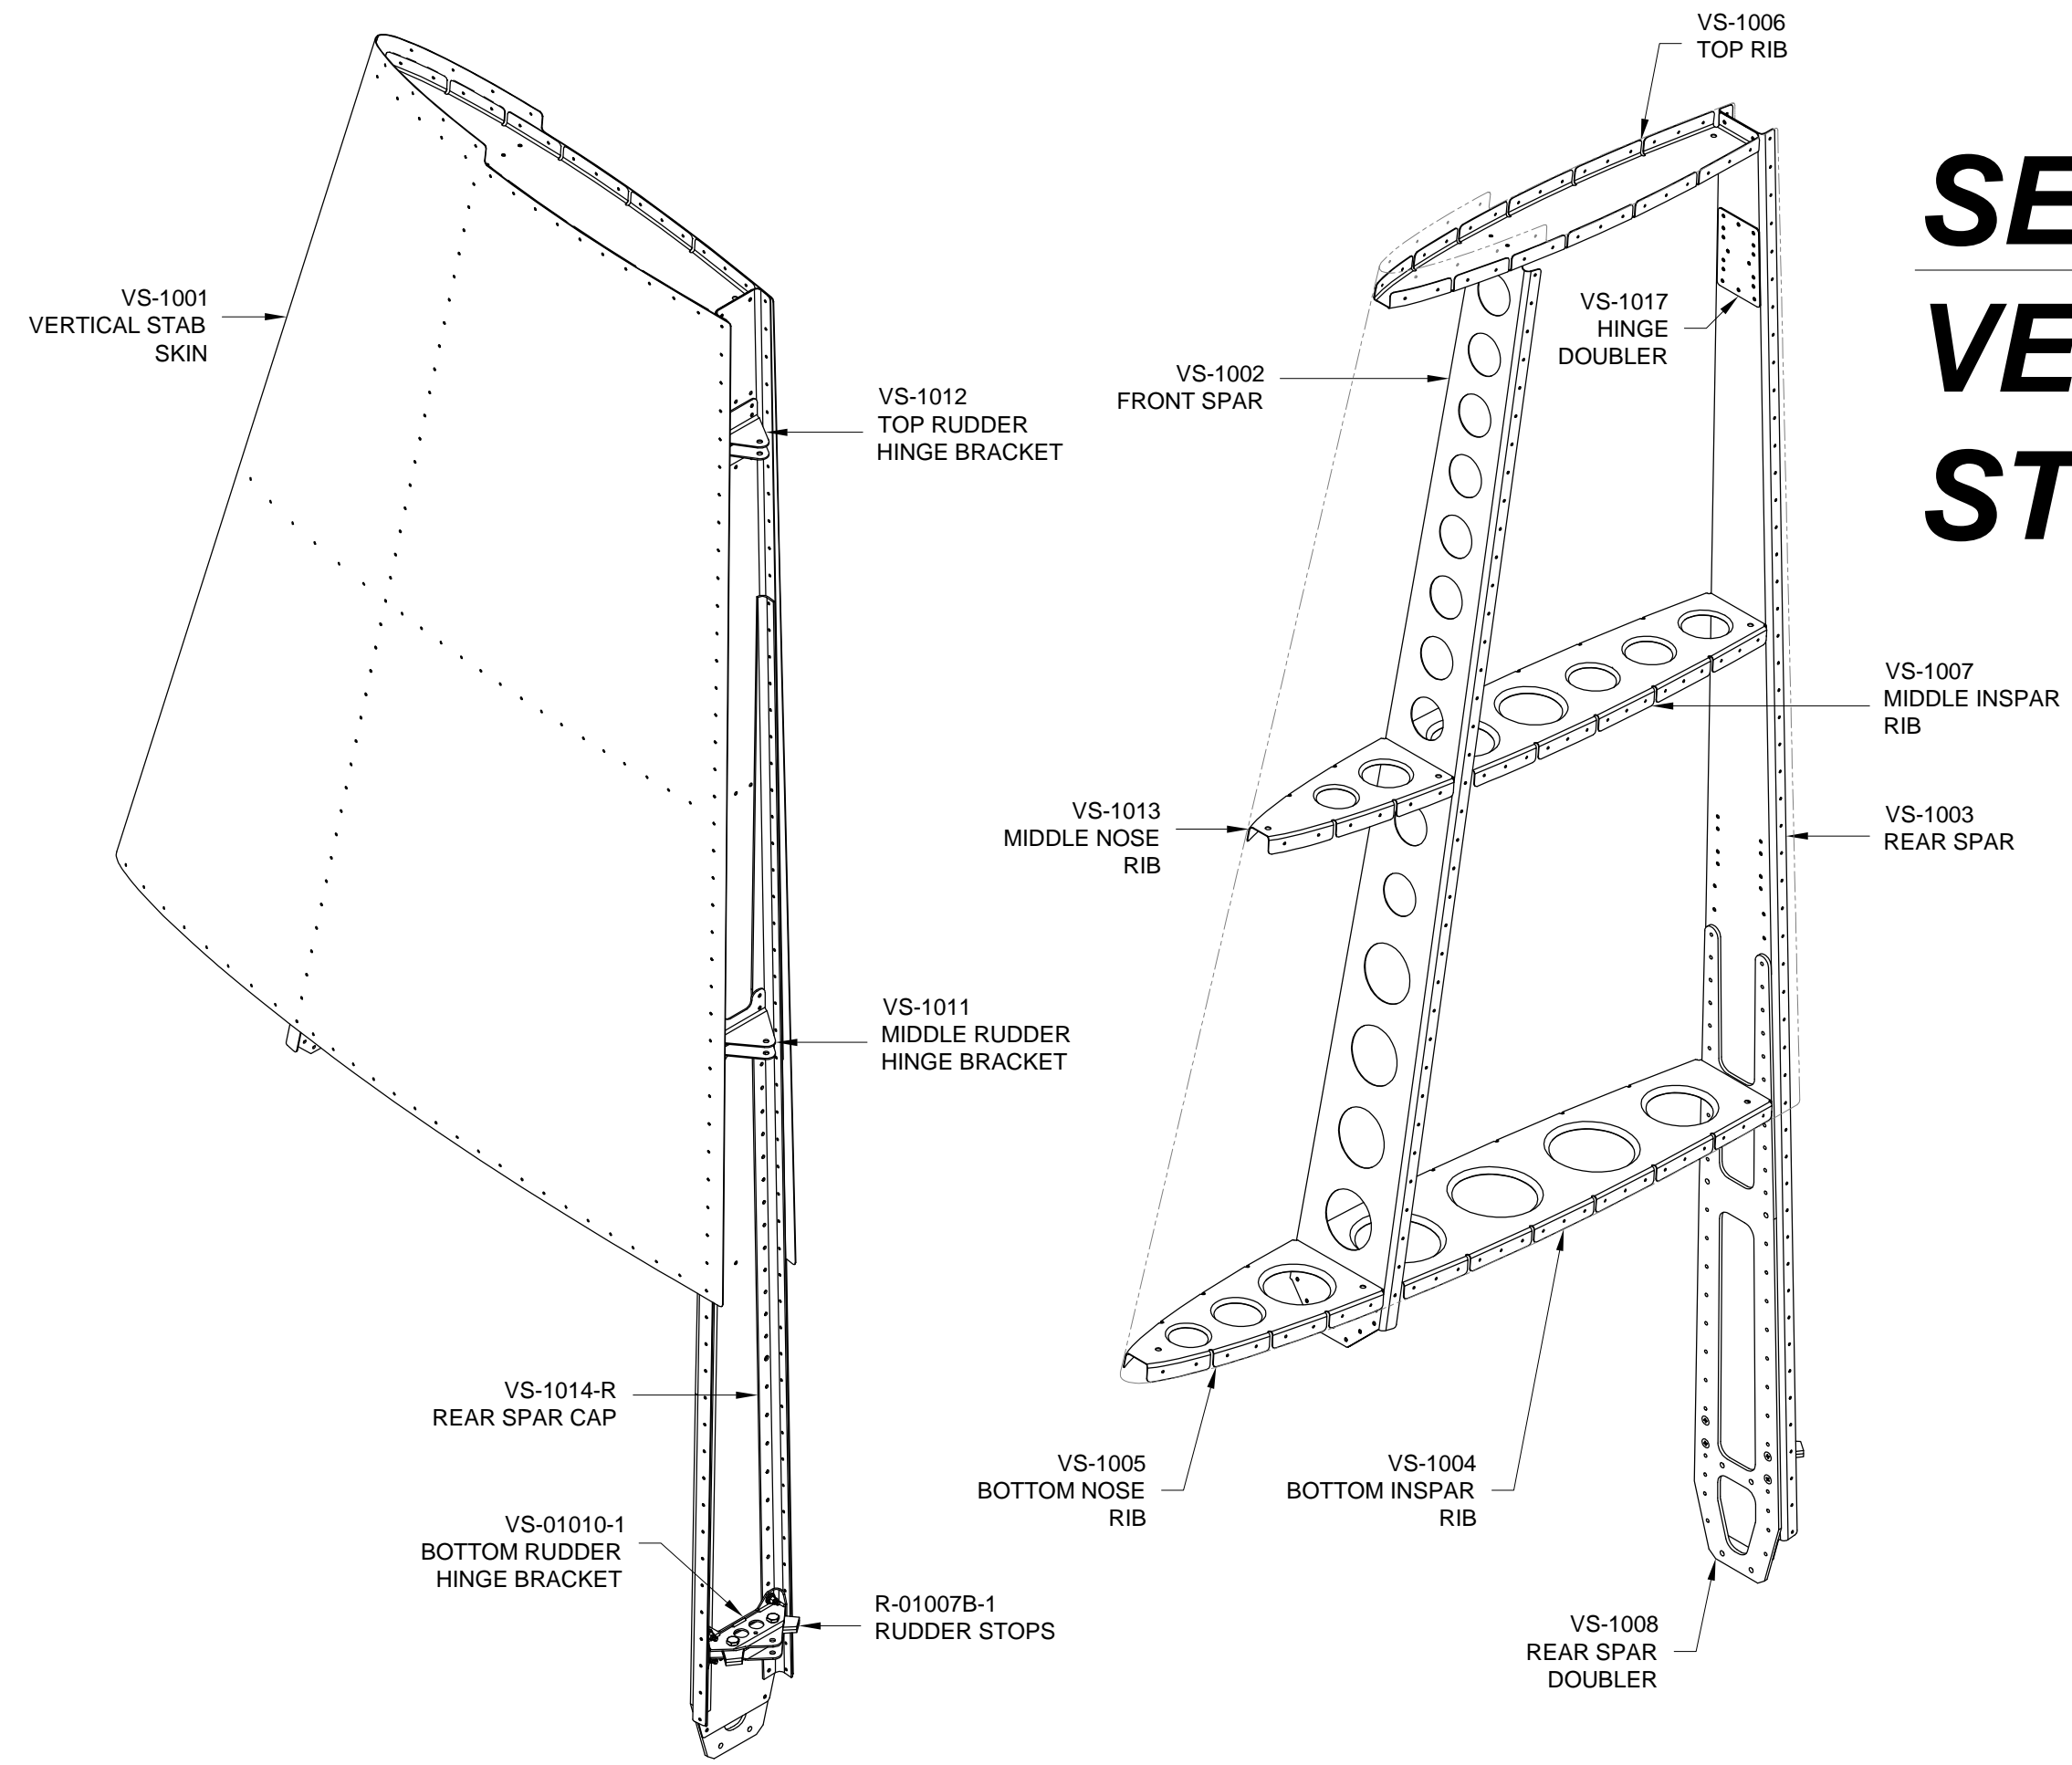 VS-1001
VERTICAL STAB
SKIN
VS-1012
TOP RUDDER
HINGE BRACKET
VS-1011
MIDDLE RUDDER
HINGE BRACKET
VS-1014-R
REAR SPAR CAP
VS-01010-1
BOTTOM RUDDER
HINGE BRACKET
R-01007B-1
RUDDER STOPS
VS-1006
TOP RIB
VS-1017
HINGE
DOUBLER
VS-1002
FRONT SPAR
VS-1007
MIDDLE INSPAR
RIB
VS-1013
MIDDLE NOSE
RIB
VS-1003
REAR SPAR
VS-1005
BOTTOM NOSE
RIB
VS-1004
BOTTOM INSPAR
RIB
VS-1008
REAR SPAR
DOUBLER
SE
VE
ST